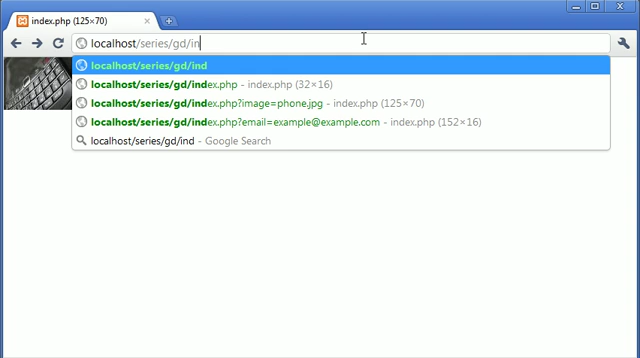 index.php (125×70)
localhost/series/gd/in
localhost/series/gd/ind
localhost/series/gd/index.php - index.php (32×16)
localhost/series/gd/index.php?image=phone.jpg - index.php (125×70)
localhost/series/gd/index.php?email=example@example.com - index.php (152×16)
localhost/series/gd/ind - Google Search